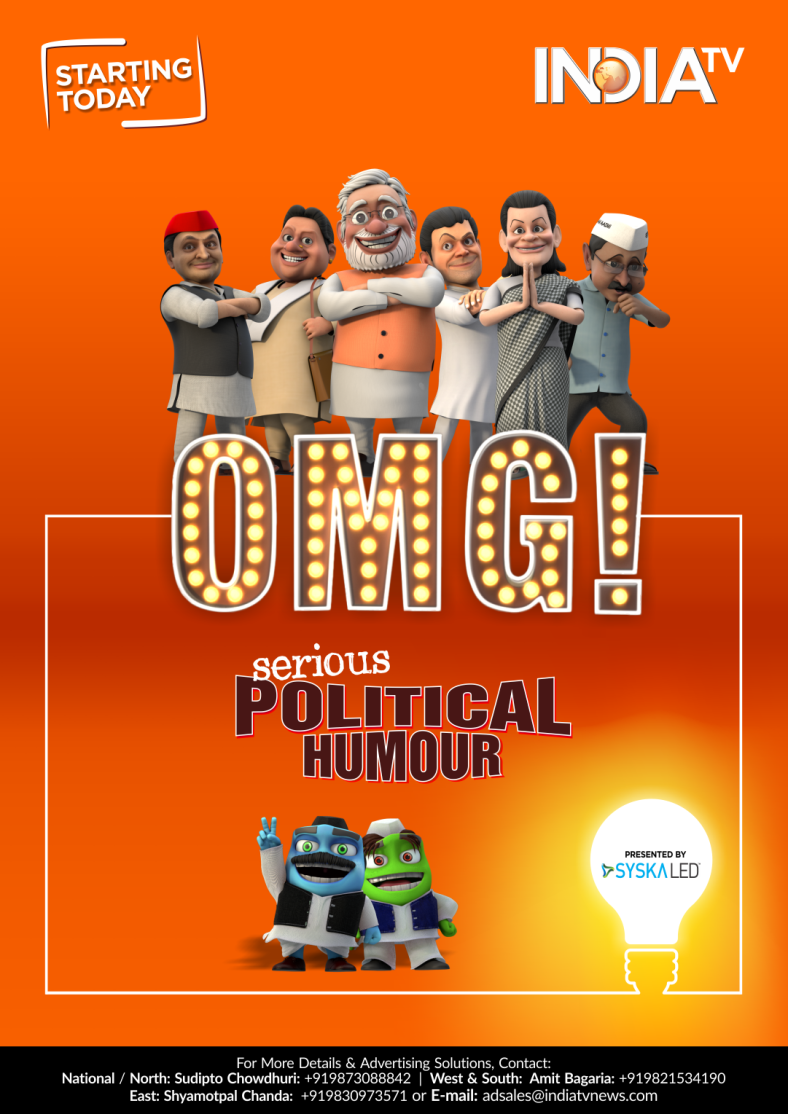 STARTING
TODAY
INDIA TV
OMG!
serious
POLITICAL
HUMOUR
PRESENTED BY
SYSKA LED
For More Details & Advertising Solutions, Contact:
National / North: Sudipto Chowdhuri: +919873088842 | West & South: Amit Bagaria: +919821534190
East: Shyamotpal Chanda: +919830973571 or E-mail: adsales@indiatvnews.com